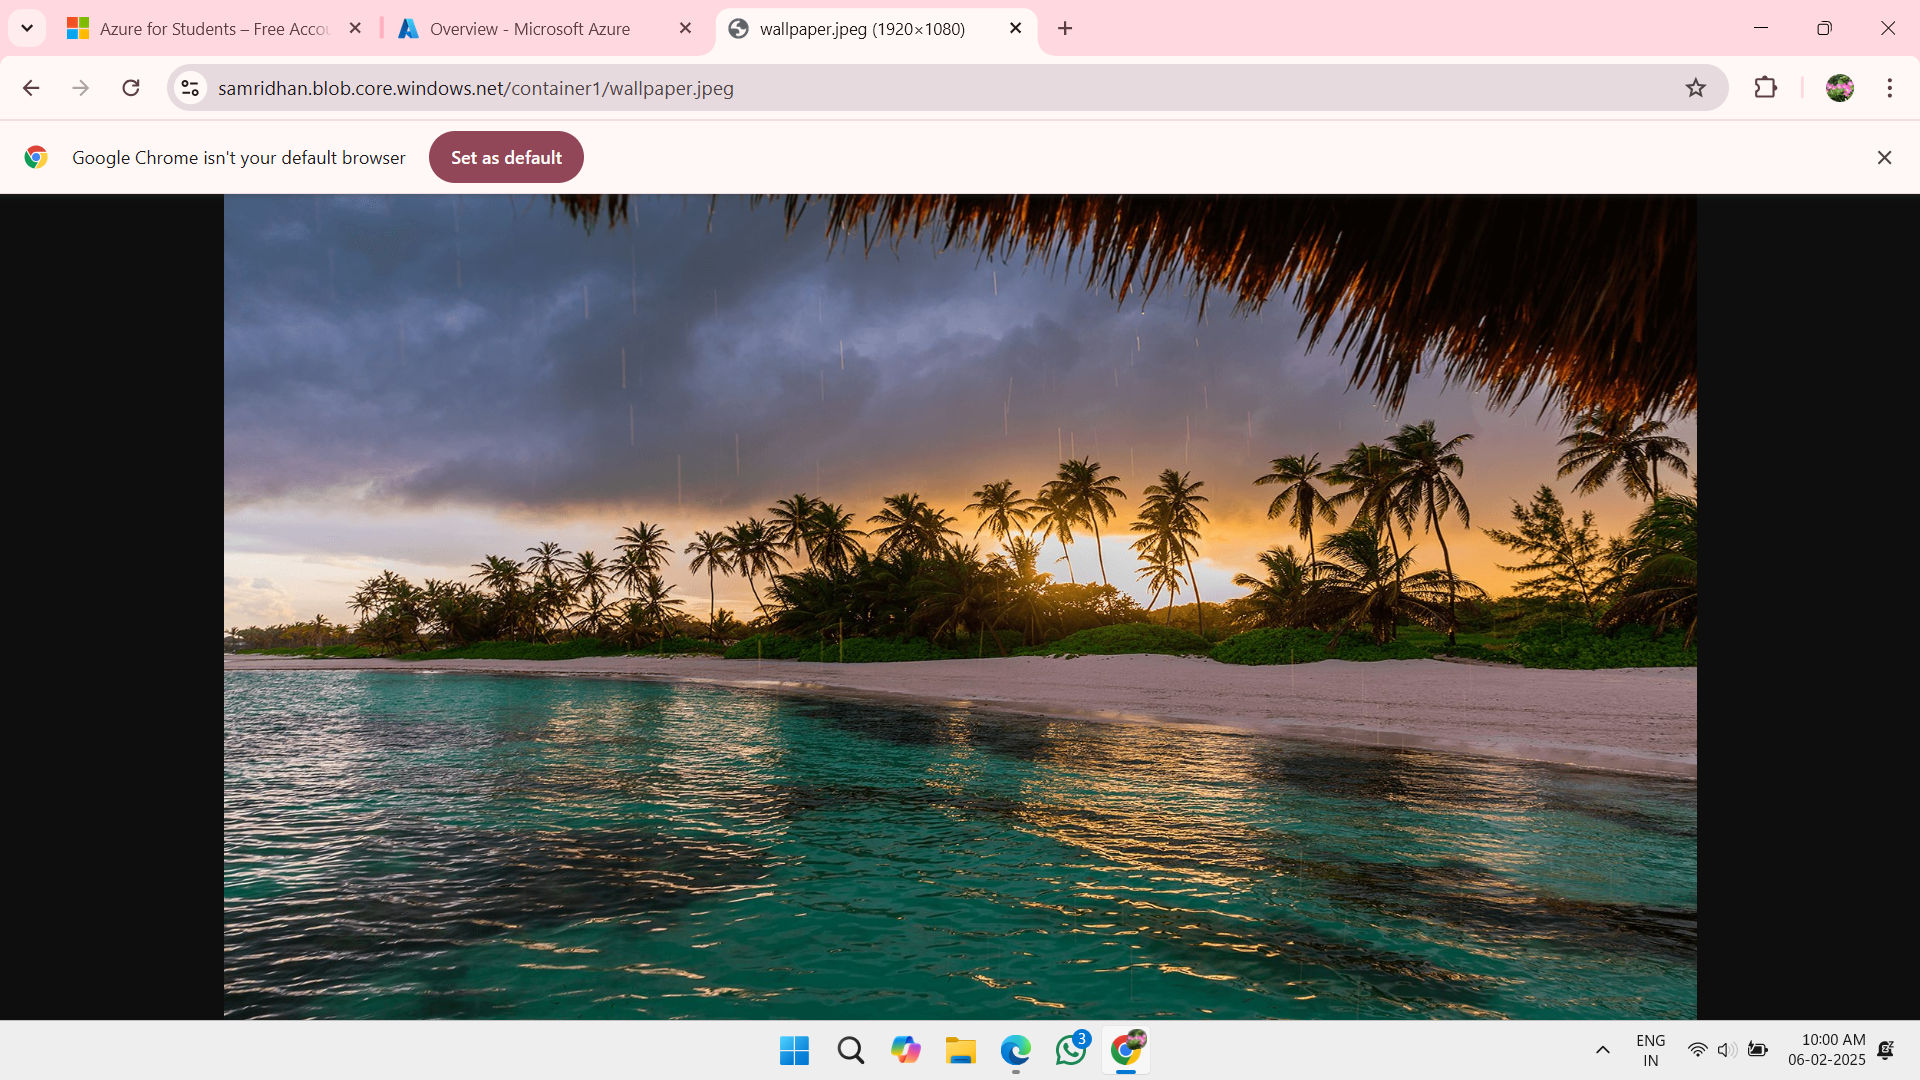 Azure for Students – Free Accou
Overview - Microsoft Azure
wallpaper.jpeg (1920×1080)
samridhan.blob.core.windows.net/container1/wallpaper.jpeg
Google Chrome isn't your default browser
Set as default
3
ENG
IN
10:00 AM
06-02-2025